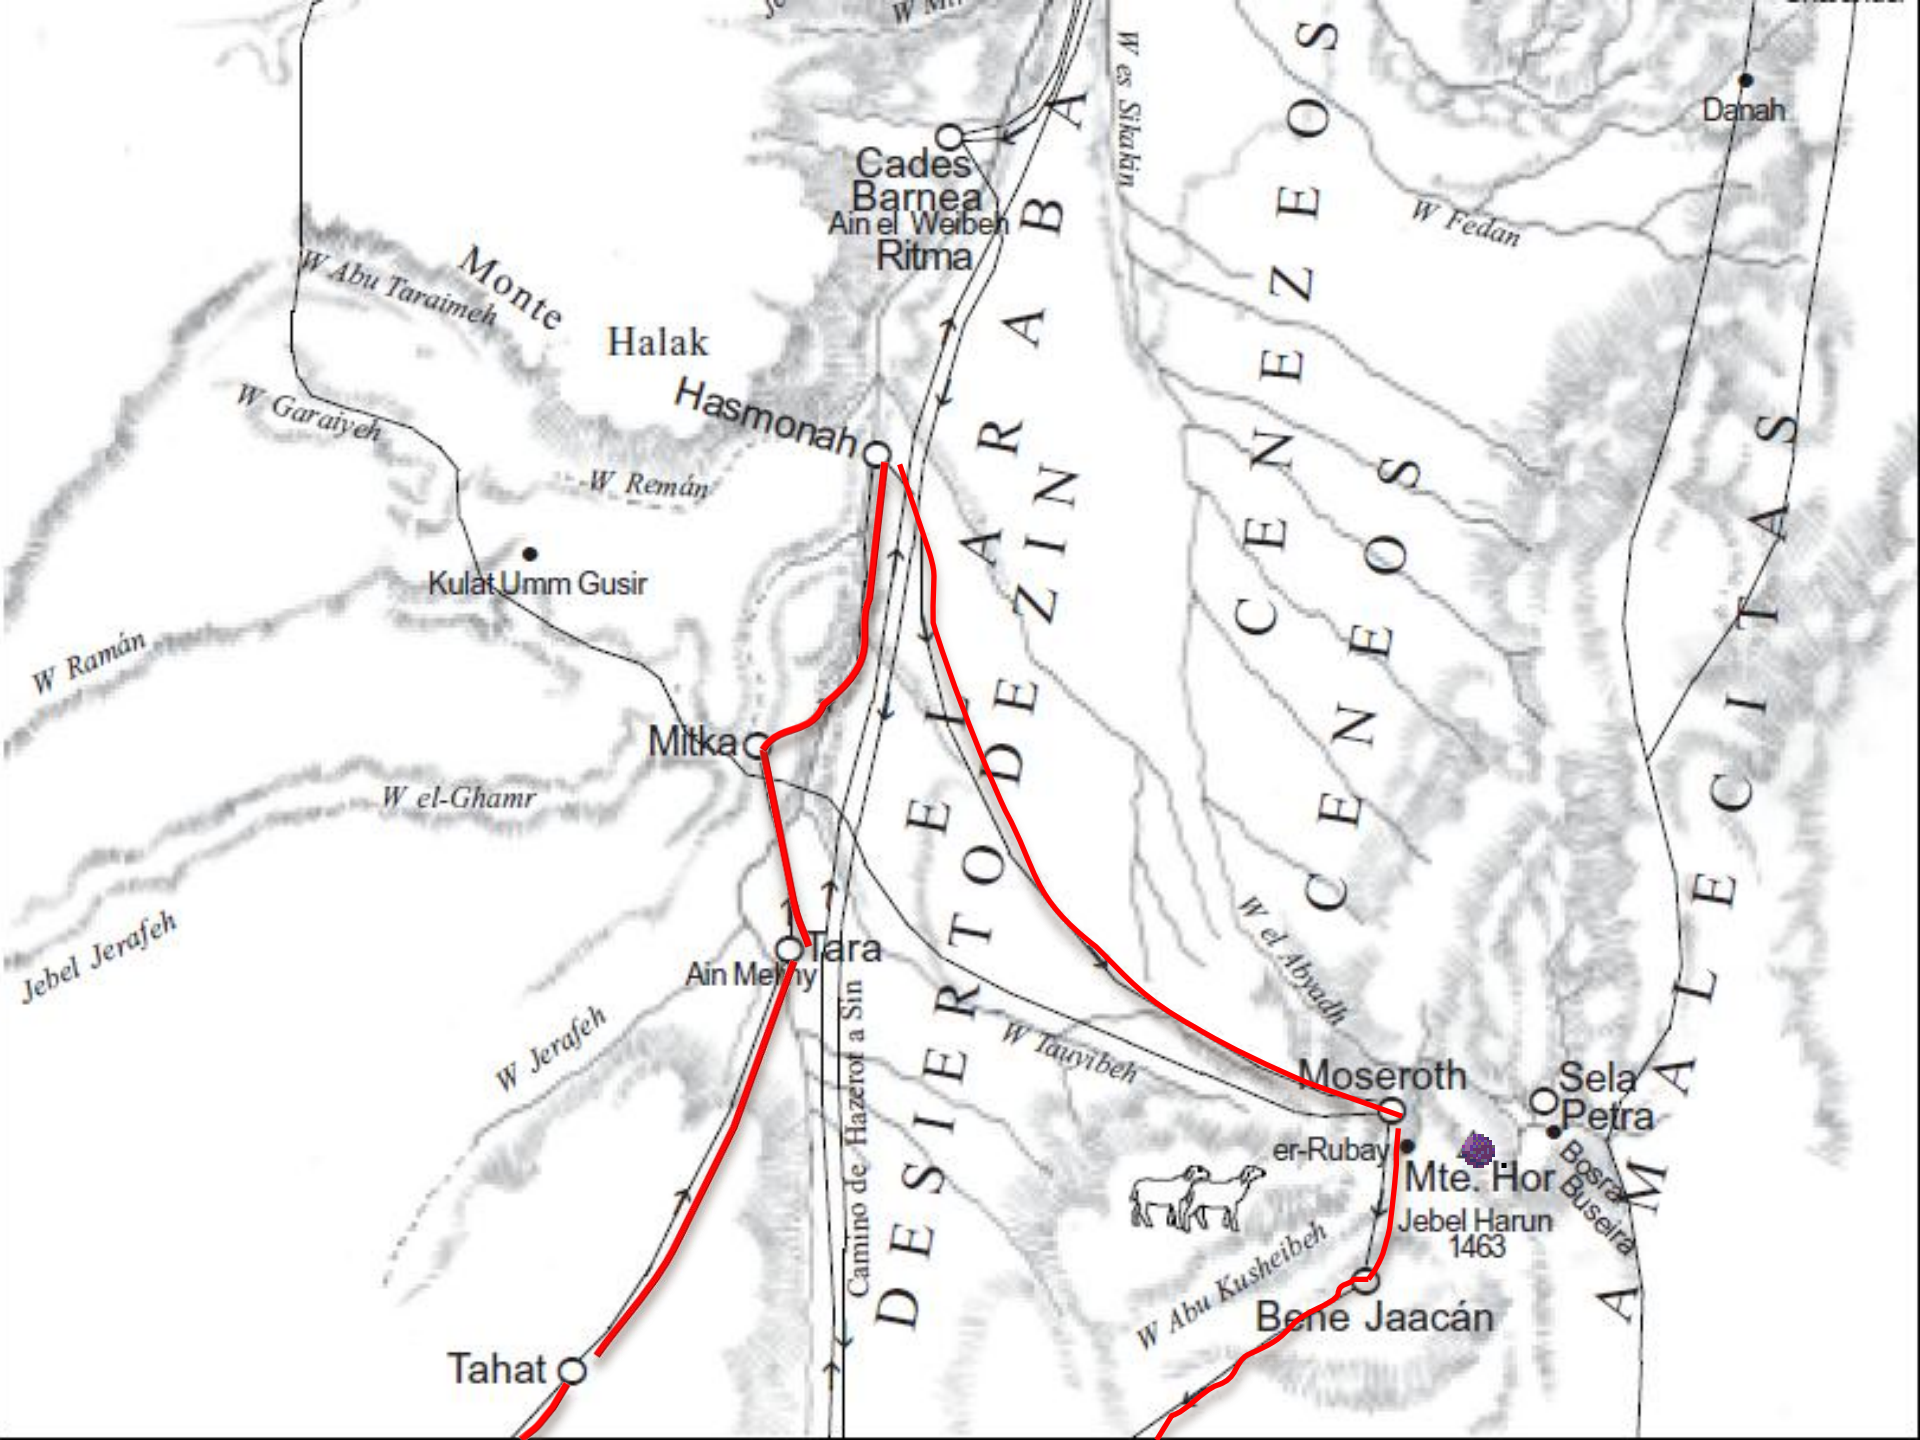 W es Sikakin
Danah
Cades
Barnea
Ain el Weibeh
Ritma
W Fedan
W Abu Taraimeh
Monte
Halak
Hasmonah
W Garaiyeh
W Remán
Kulat Umm Gusir
W Ramán
Mitka
W el-Ghamr
Jebel Jerafeh
Tara
W Jerafeh
Camino de Hazerot a Sin
EL ARABA
DESIERTO DE ZIN
CENEZEOS
CENEOS
AMALECITAS
W el Abyadh
W Tauyibeh
Moseroth
Sela
Petra
er-Rubay
Mte. Hor
Bosra
Buseira
Jebel Harun
1463
W Abu Kusheibeh
Bene Jaacán
Tahat